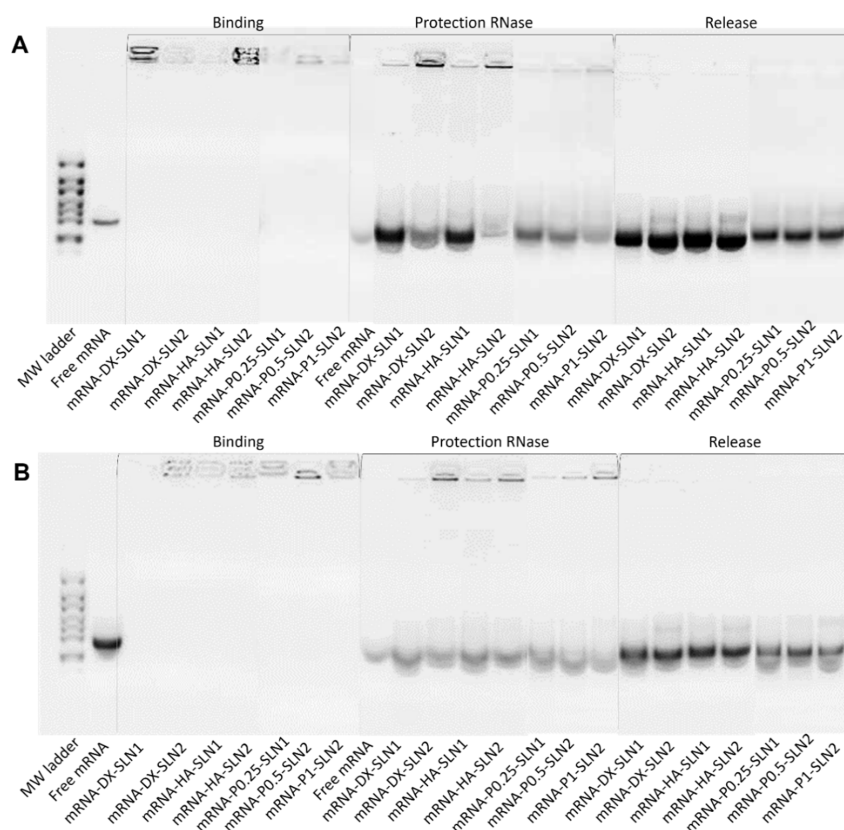 A
Binding
Protection RNase
Release
MW ladder
Free mRNA
mRNA-DX-SLN1
mRNA-DX-SLN2
mRNA-HA-SLN1
mRNA-HA-SLN2
mRNA-P0.25-SLN1
mRNA-P0.5-SLN2
mRNA-P1-SLN2
Free mRNA
mRNA-DX-SLN1
mRNA-DX-SLN2
mRNA-HA-SLN1
mRNA-HA-SLN2
mRNA-P0.25-SLN1
mRNA-P0.5-SLN2
mRNA-P1-SLN2
mRNA-DX-SLN1
mRNA-DX-SLN2
mRNA-HA-SLN1
mRNA-HA-SLN2
mRNA-P0.25-SLN1
mRNA-P0.5-SLN2
mRNA-P1-SLN2
B
Binding
Protection RNase
Release
MW ladder
Free mRNA
mRNA-DX-SLN1
mRNA-DX-SLN2
mRNA-HA-SLN1
mRNA-HA-SLN2
mRNA-P0.25-SLN1
mRNA-P0.5-SLN2
mRNA-P1-SLN2
Free mRNA
mRNA-DX-SLN1
mRNA-DX-SLN2
mRNA-HA-SLN1
mRNA-HA-SLN2
mRNA-P0.25-SLN1
mRNA-P0.5-SLN2
mRNA-P1-SLN2
mRNA-DX-SLN1
mRNA-DX-SLN2
mRNA-HA-SLN1
mRNA-HA-SLN2
mRNA-P0.25-SLN1
mRNA-P0.5-SLN2
mRNA-P1-SLN2